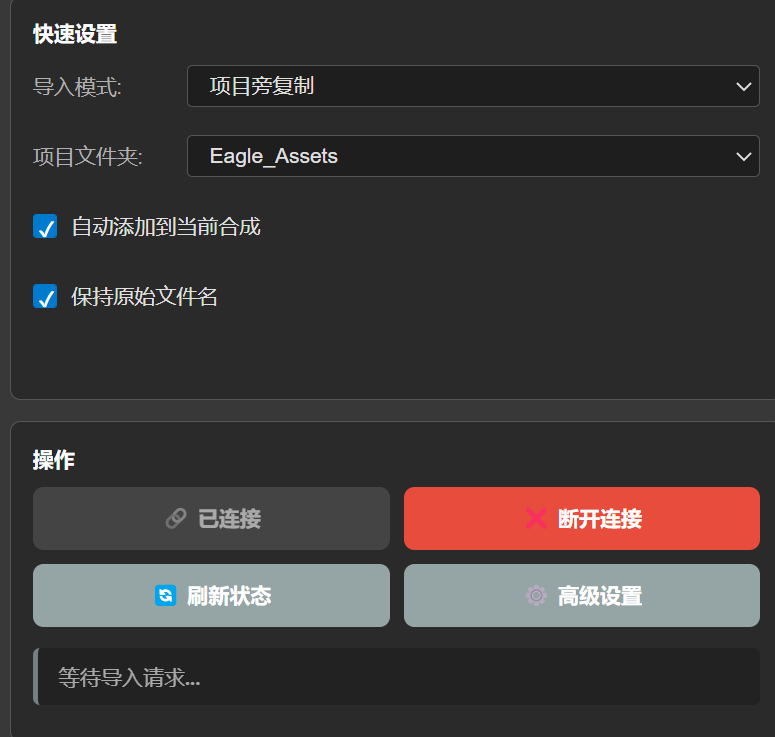 快速设置
导入模式: 项目旁复制
项目文件夹: Eagle_Assets
自动添加到当前合成
保持原始文件名
操作
已连接 断开连接
刷新状态 高级设置
等待导入请求...